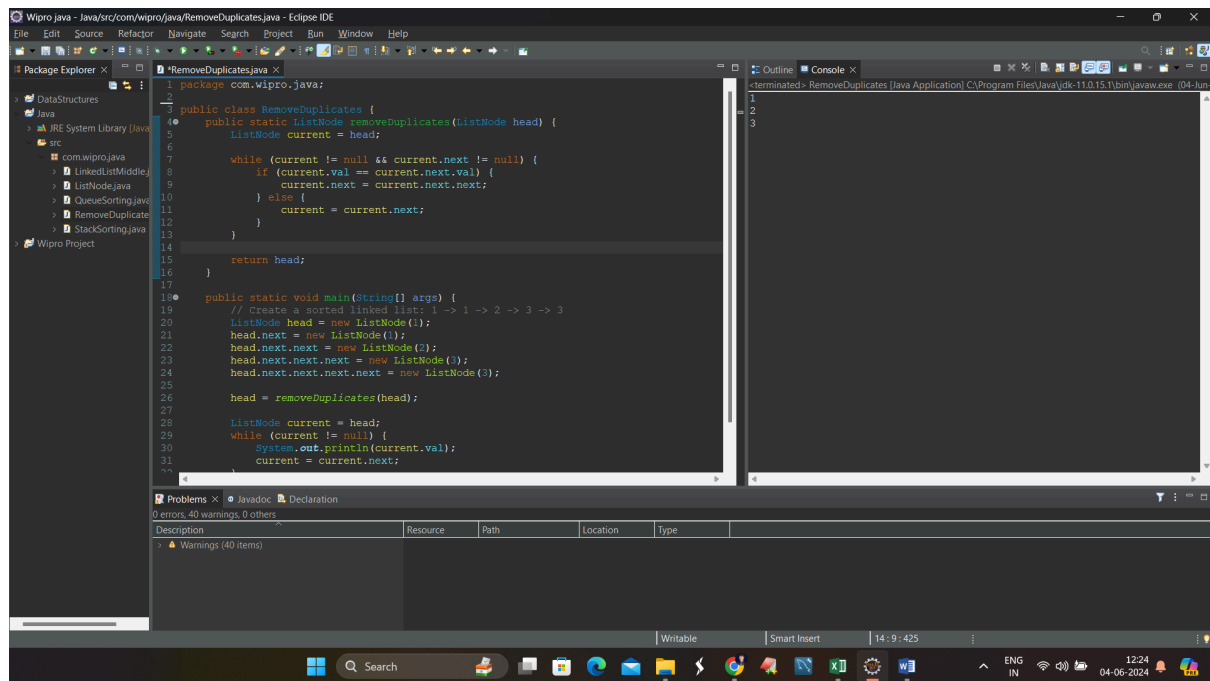 Wipro java - Java/src/com/wipro/java/RemoveDuplicates.java - Eclipse IDE
File Edit Source Refactor Navigate Search Project Run Window Help
Package Explorer
DataStructures
Java
JRE System Library [Java
src
com.wipro.java
LinkedListMiddle.j
ListNode.java
QueueSorting.java
RemoveDuplicate
StackSorting.java
Wipro Project
*RemoveDuplicates.java
1 package com.wipro.java;
2
3 public class RemoveDuplicates {
4 public static ListNode removeDuplicates(ListNode head) {
5 ListNode current = head;
6
7 while (current != null && current.next != null) {
8 if (current.val == current.next.val) {
9 current.next = current.next.next;
10 } else {
11 current = current.next;
12 }
13 }
14
15 return head;
16 }
17
18 public static void main(String[] args) {
19 // Create a sorted linked list: 1 -> 1 -> 2 -> 3 -> 3
20 ListNode head = new ListNode(1);
21 head.next = new ListNode(1);
22 head.next.next = new ListNode(2);
23 head.next.next.next = new ListNode(3);
24 head.next.next.next.next = new ListNode(3);
25
26 head = removeDuplicates(head);
27
28 ListNode current = head;
29 while (current != null) {
30 System.out.println(current.val);
31 current = current.next;
Outline Console
<terminated> RemoveDuplicates [Java Application] C:\Program Files\Java\jdk-11.0.15.1\bin\javaw.exe (04-Jun-
1
2
3
Problems Javadoc Declaration
0 errors, 40 warnings, 0 others
Description Resource Path Location Type
Warnings (40 items)
Writable Smart Insert 14 : 9 : 425
Search
ENG
IN
12:24
04-06-2024